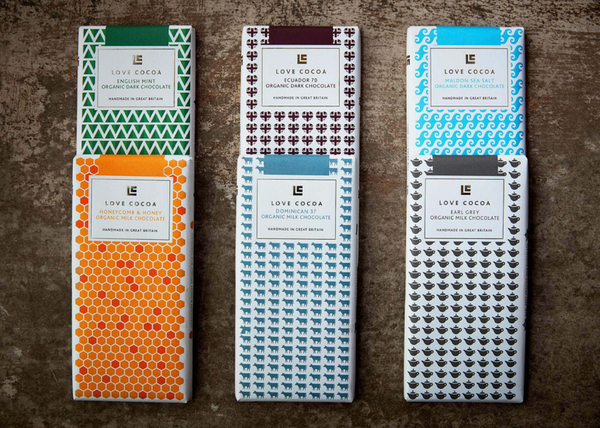 LOVE COCOA
ENGLISH MINT
ORGANIC DARK CHOCOLATE
HANDMADE IN GREAT BRITAIN
LOVE COCOA
ECUADOR 70
ORGANIC DARK CHOCOLATE
HANDMADE IN GREAT BRITAIN
LOVE COCOA
MALDON SEA SALT
ORGANIC DARK CHOCOLATE
HANDMADE IN GREAT BRITAIN
LOVE COCOA
HONEYCOMB & HONEY
ORGANIC MILK CHOCOLATE
HANDMADE IN GREAT BRITAIN
LOVE COCOA
DOMINICAN 37
ORGANIC MILK CHOCOLATE
HANDMADE IN GREAT BRITAIN
LOVE COCOA
EARL GREY
ORGANIC MILK CHOCOLATE
HANDMADE IN GREAT BRITAIN